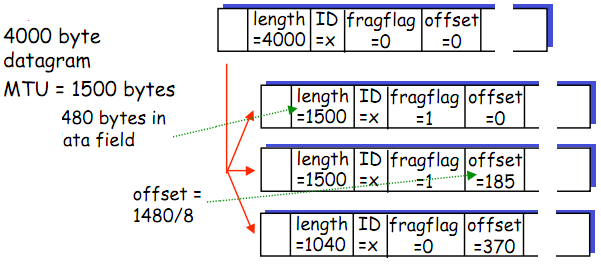 4000 byte
datagram
MTU = 1500 bytes
480 bytes in
ata field
offset =
1480/8
length ID fragflag offset
=4000 =x =0 =0
length ID fragflag offset
=1500 =x =1 =0
length ID fragflag offset
=1500 =x =1 =185
length ID fragflag offset
=1040 =x =0 =370